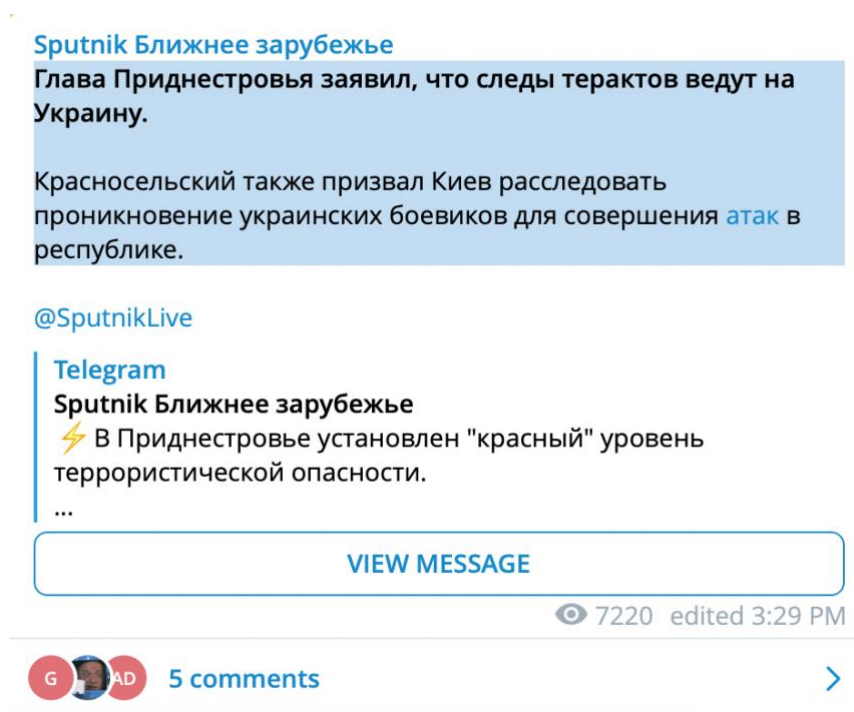 Sputnik Ближнее зарубежье
Глава Приднестровья заявил, что следы терактов ведут на
Украину.
Красносельский также призвал Киев расследовать
проникновение украинских боевиков для совершения атак в
республике.
@SputnikLive
Telegram
Sputnik Ближнее зарубежье
⚡ В Приднестровье установлен "красный" уровень
террористической опасности.
...
VIEW MESSAGE
7220 edited 3:29 PM
G AD 5 comments